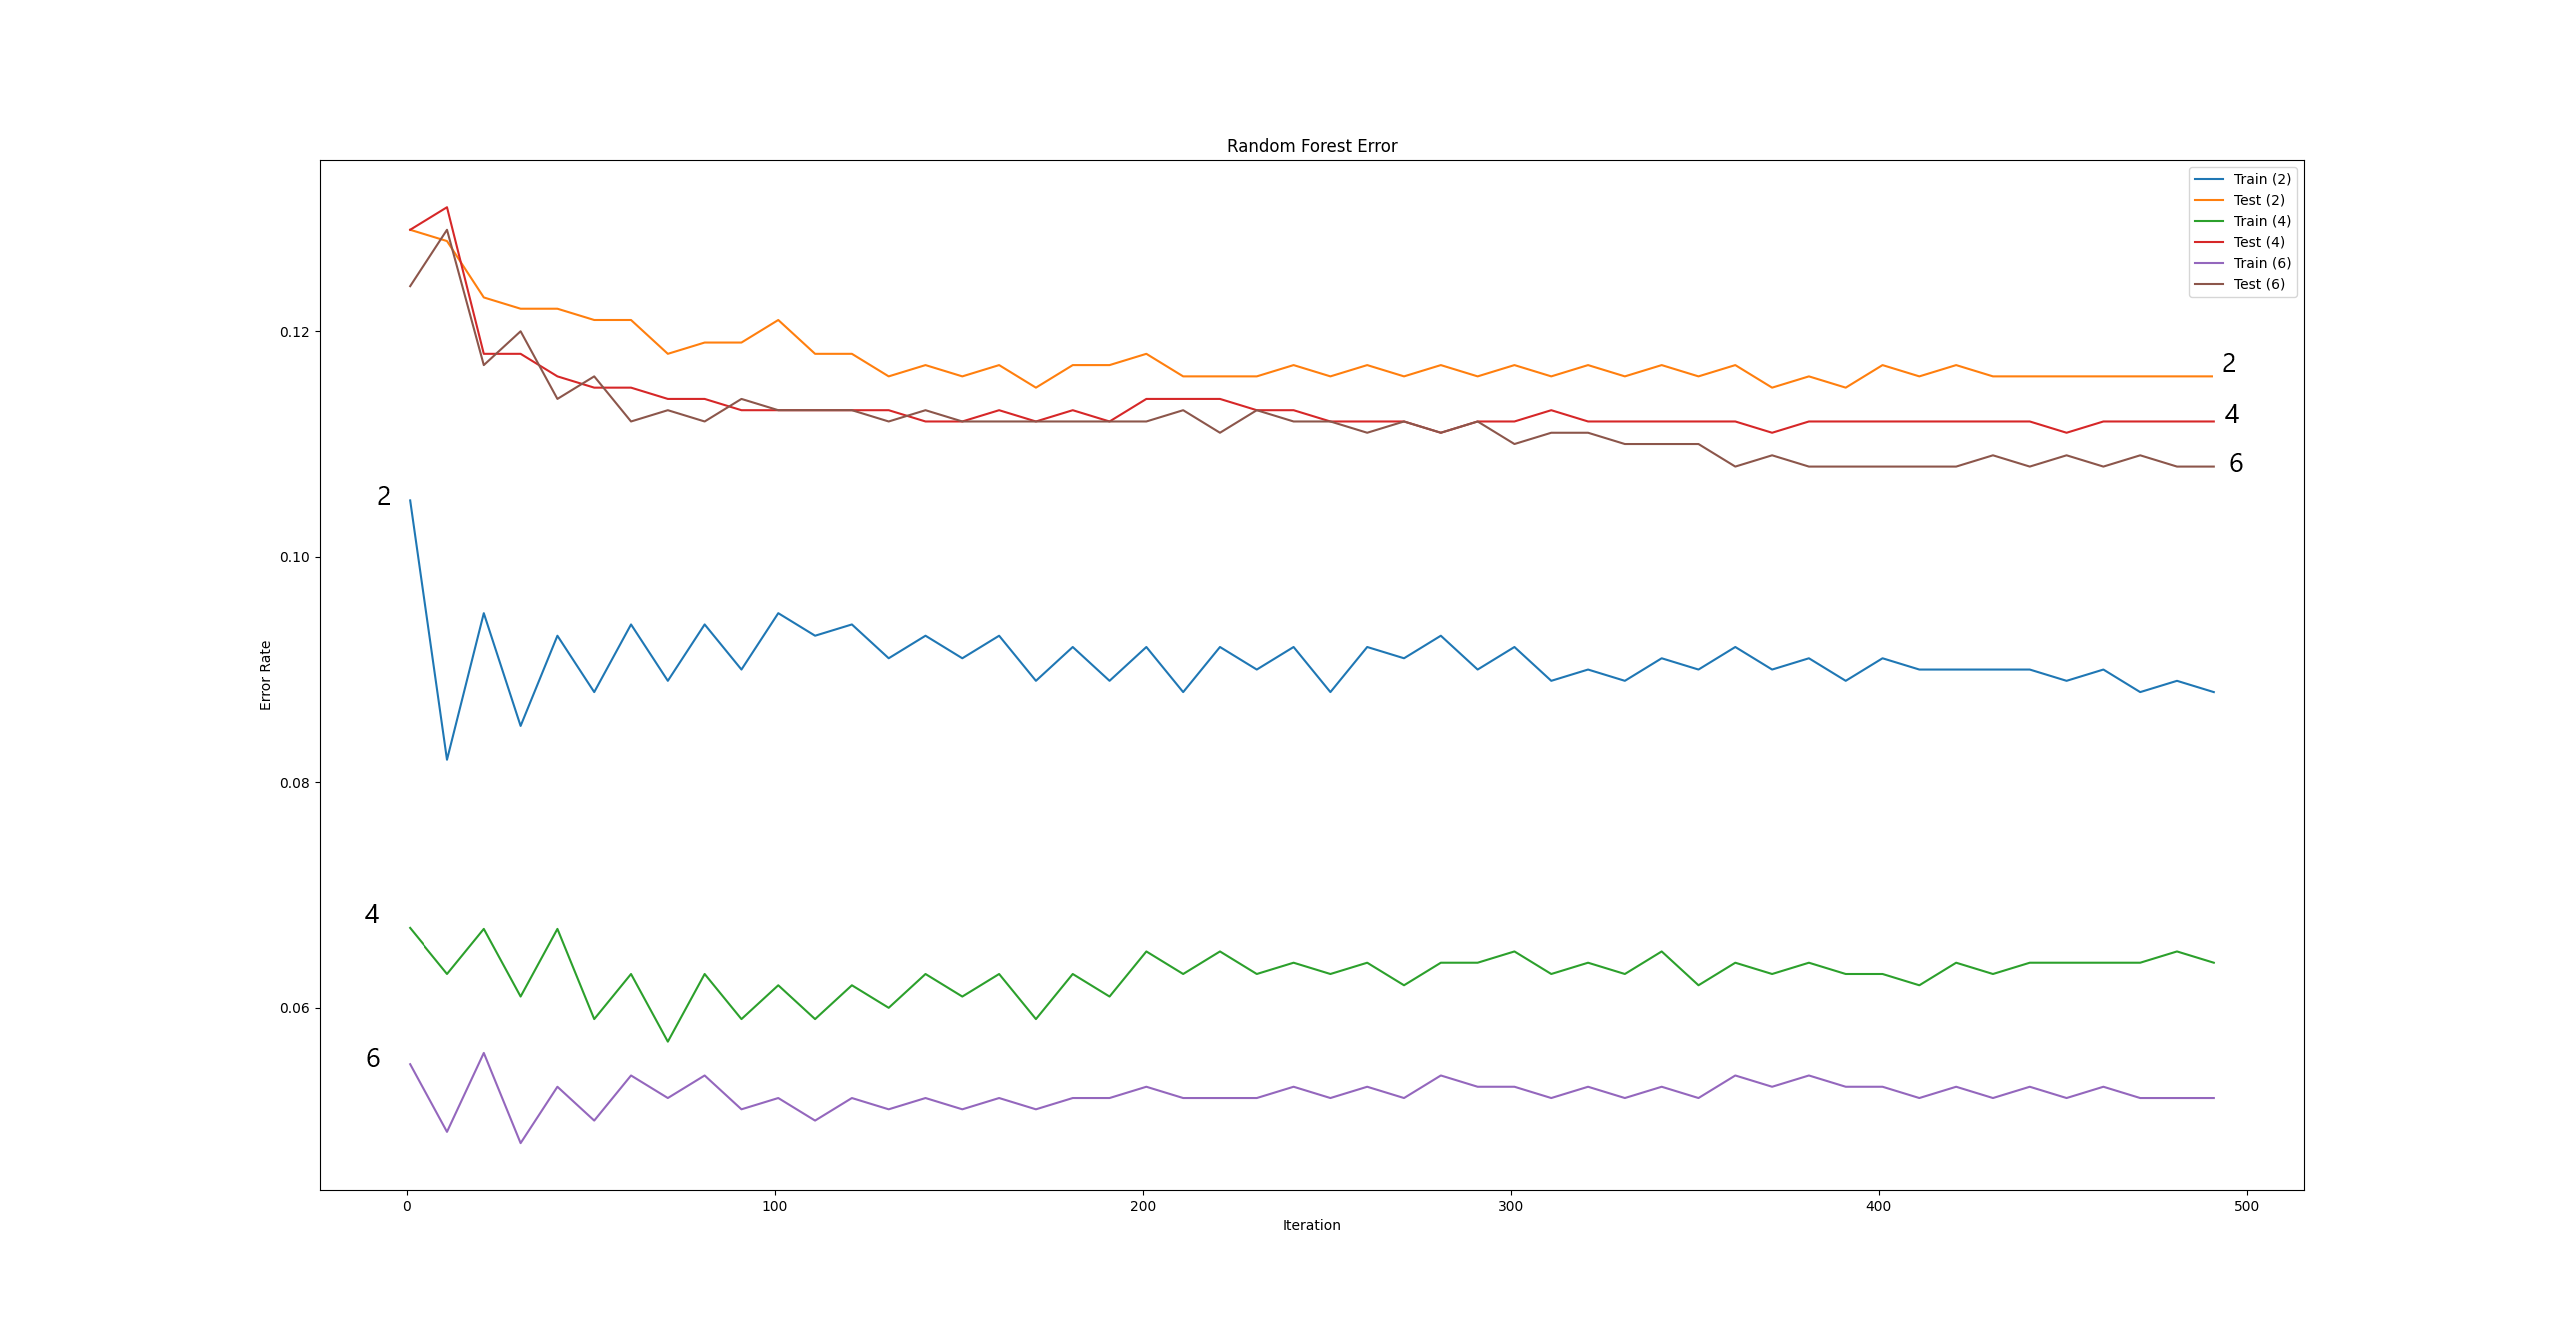 Random Forest Error
Train (2)
Test (2)
Train (4)
Test (4)
Train (6)
Test (6)
0.12
0.10
0.08
0.06
Error Rate
2
4
6
2
4
6
0
100
200
300
400
500
Iteration